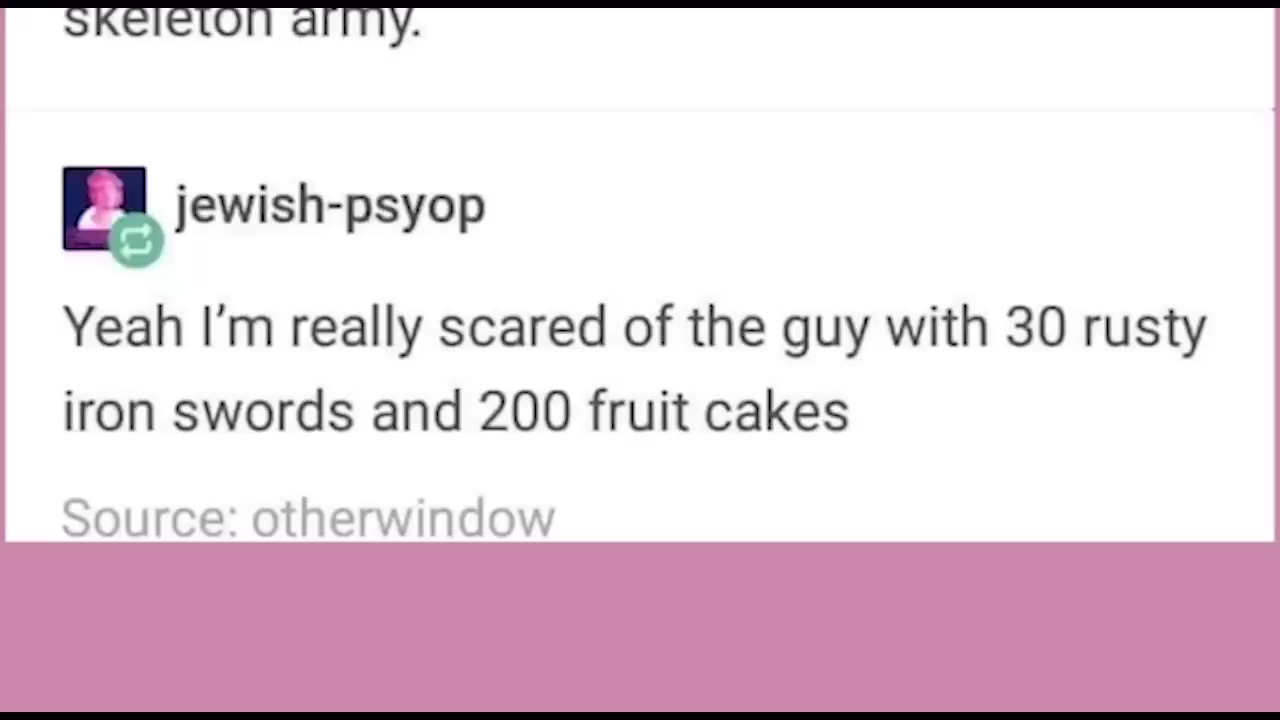 skeleton army.
jewish-psyop
Yeah I’m really scared of the guy with 30 rusty
iron swords and 200 fruit cakes
Source: otherwindow